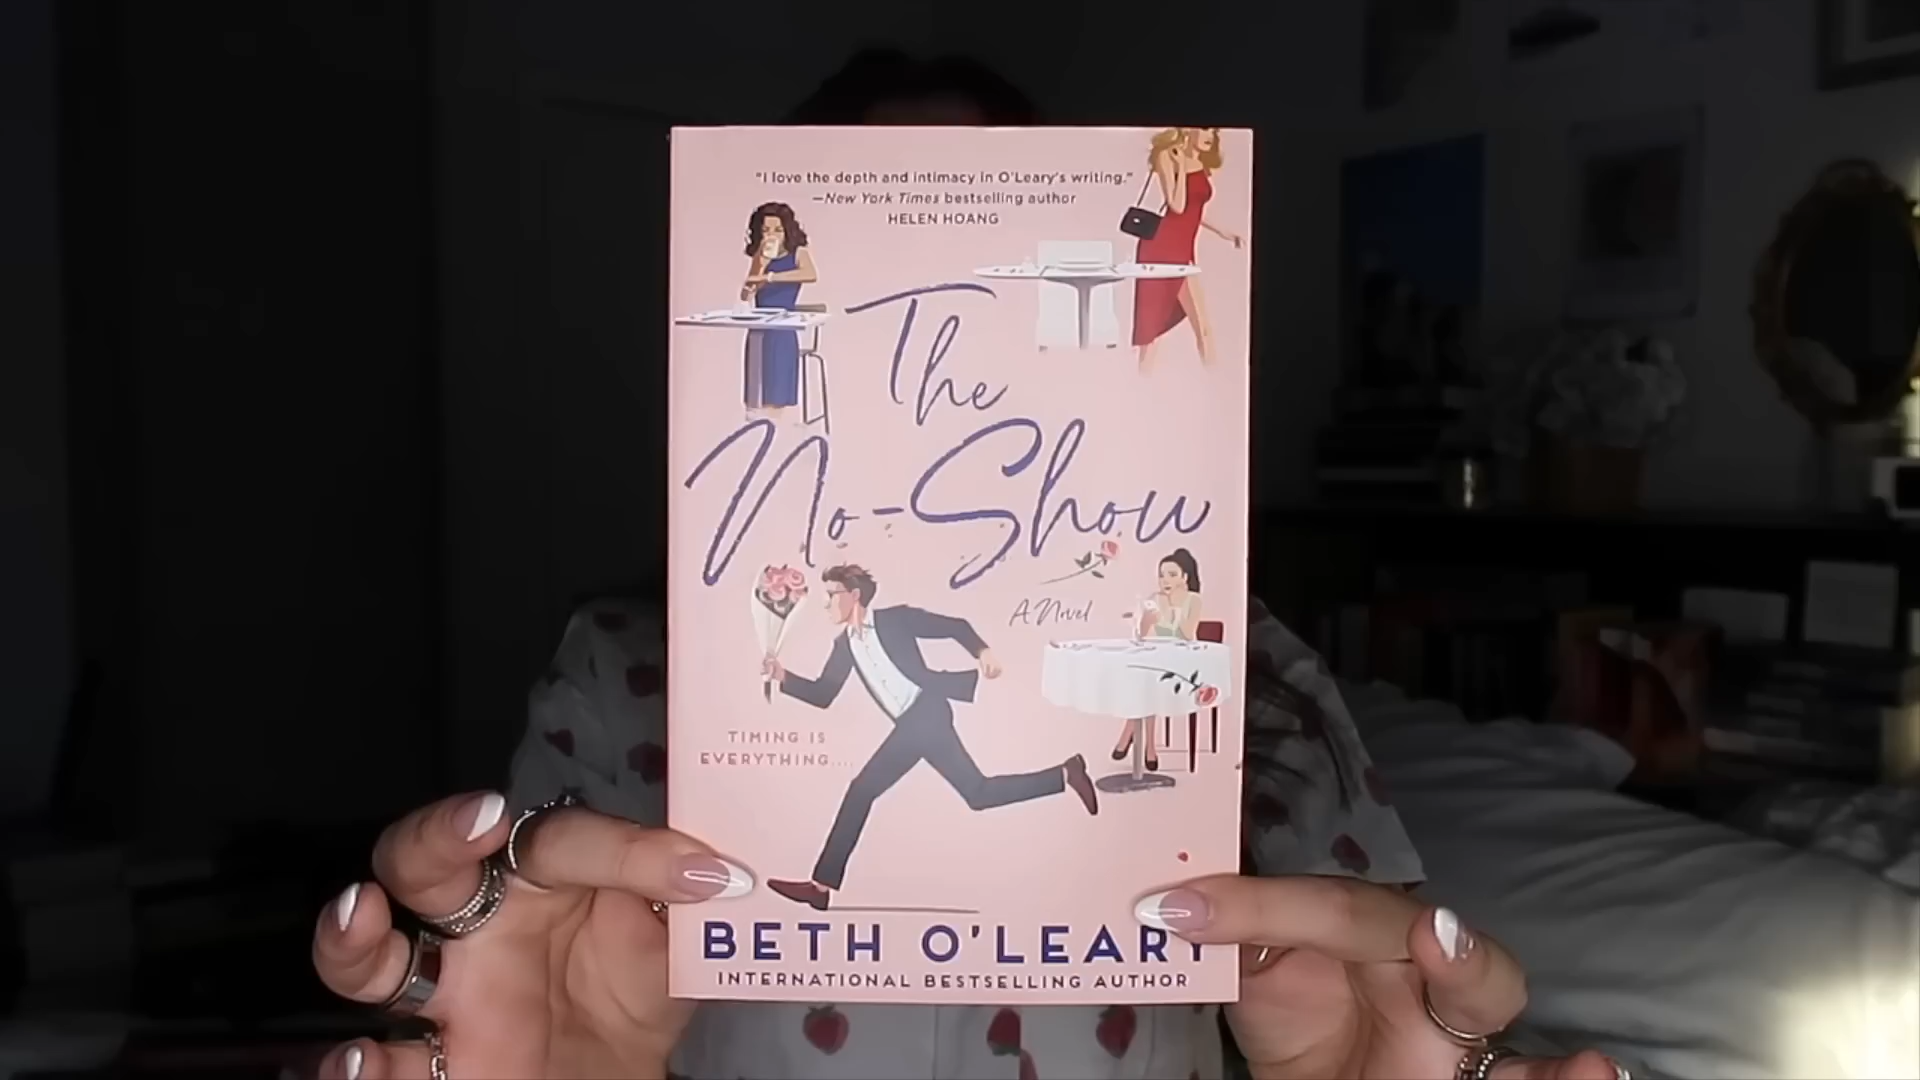 "I love the depth and intimacy in O'Leary's writing."
—New York Times bestselling author
HELEN HOANG
The
No-Show
A Novel
TIMING IS
EVERYTHING....
BETH O'LEARY
INTERNATIONAL BESTSELLING AUTHOR